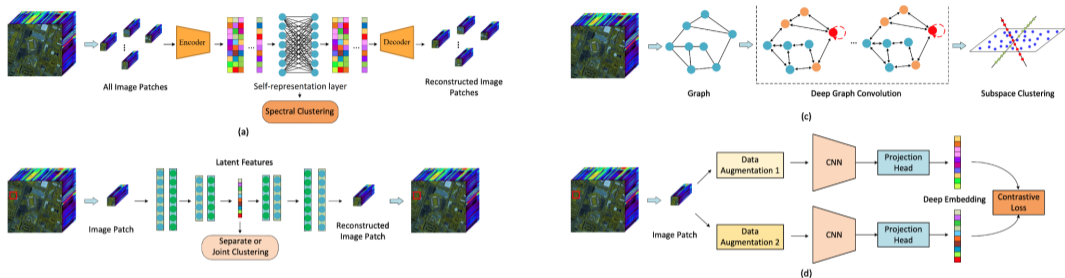 All Image Patches
Encoder
...
...
Decoder
Self-representation layer
Spectral Clustering
Reconstructed Image
Patches
(a)
Image Patch
Latent Features
Separate or
Joint Clustering
Reconstructed
Image Patch
Graph
...
Deep Graph Convolution
Subspace Clustering
(c)
Image Patch
Data
Augmentation 1
CNN
Projection
Head
Deep Embedding
Contrastive
Loss
Data
Augmentation 2
CNN
Projection
Head
(d)